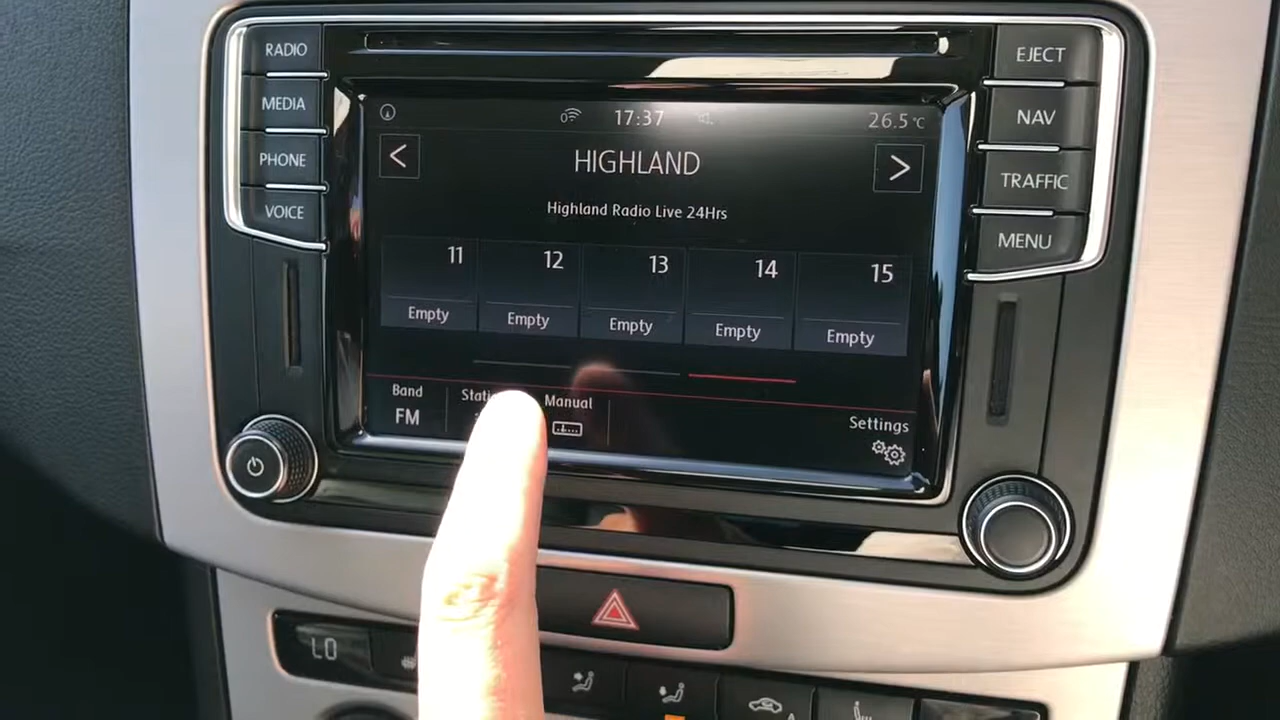 RADIO
MEDIA
PHONE
VOICE
EJECT
NAV
TRAFFIC
MENU
17:37
26.5°C
<
HIGHLAND
>
Highland Radio Live 24Hrs
11 12 13 14 15
Empty Empty Empty Empty Empty
Band
FM
Manual
Settings
LO
A